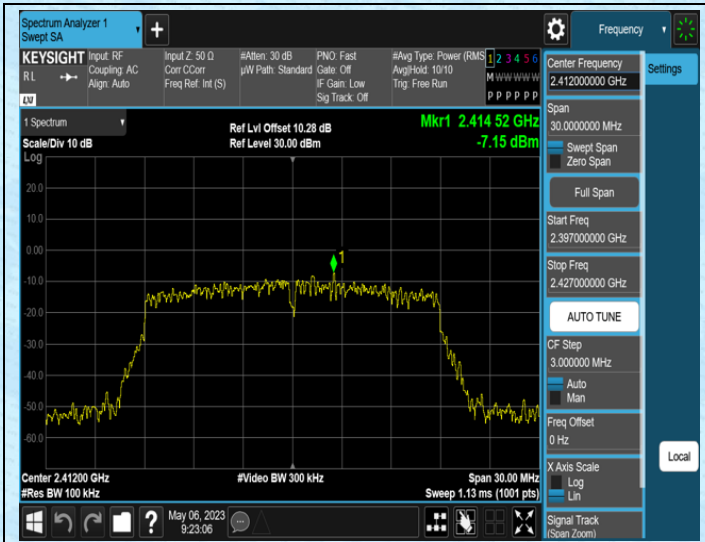 Spectrum Analyzer 1
Swept SA
+
Frequency
KEYSIGHT
R L
Input: RF
Coupling: AC
Align: Auto
Input Z: 50 Ω
Corr CCorr
Freq Ref: Int (S)
#Atten: 30 dB
µW Path: Standard
PNO: Fast
Gate: Off
IF Gain: Low
Sig Track: Off
#Avg Type: Power (RMS
Avg|Hold: 10/10
Trig: Free Run
1 2 3 4 5 6
M W W W W W
P P P P P P
1 Spectrum
Scale/Div 10 dB
Ref Lvl Offset 10.28 dB
Ref Level 30.00 dBm
Mkr1 2.414 52 GHz
-7.15 dBm
Log
20.0
10.0
0.00
-10.0
-20.0
-30.0
-40.0
-50.0
-60.0
1
Center 2.41200 GHz
#Res BW 100 kHz
#Video BW 300 kHz
Span 30.00 MHz
Sweep 1.13 ms (1001 pts)
?
May 06, 2023
9:23:06
Center Frequency
2.412000000 GHz
Span
30.0000000 MHz
Swept Span
Zero Span
Full Span
Start Freq
2.397000000 GHz
Stop Freq
2.427000000 GHz
AUTO TUNE
CF Step
3.000000 MHz
Auto
Man
Freq Offset
0 Hz
X Axis Scale
Log
Lin
Signal Track
(Span Zoom)
Settings
Local